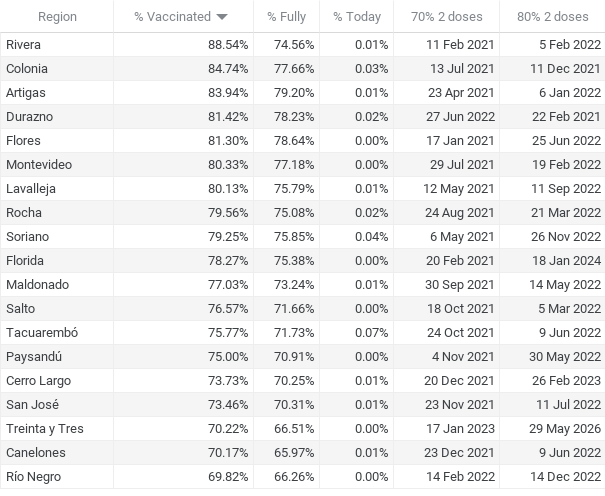 Region % Vaccinated % Fully % Today 70% 2 doses 80% 2 doses
Rivera 88.54% 74.56% 0.01% 11 Feb 2021 5 Feb 2022
Colonia 84.74% 77.66% 0.03% 13 Jul 2021 11 Dec 2021
Artigas 83.94% 79.20% 0.01% 23 Apr 2021 6 Jan 2022
Durazno 81.42% 78.23% 0.02% 27 Jun 2022 22 Feb 2021
Flores 81.30% 78.64% 0.00% 17 Jan 2021 25 Jun 2022
Montevideo 80.33% 77.18% 0.00% 29 Jul 2021 19 Feb 2022
Lavalleja 80.13% 75.79% 0.01% 12 May 2021 11 Sep 2022
Rocha 79.56% 75.08% 0.02% 24 Aug 2021 21 Mar 2022
Soriano 79.25% 75.85% 0.04% 6 May 2021 26 Nov 2022
Florida 78.27% 75.38% 0.00% 20 Feb 2021 18 Jan 2024
Maldonado 77.03% 73.24% 0.01% 30 Sep 2021 14 May 2022
Salto 76.57% 71.66% 0.00% 18 Oct 2021 5 Mar 2022
Tacuarembó 75.77% 71.73% 0.07% 24 Oct 2021 9 Jun 2022
Paysandú 75.00% 70.91% 0.00% 4 Nov 2021 30 May 2022
Cerro Largo 73.73% 70.25% 0.01% 20 Dec 2021 26 Feb 2023
San José 73.46% 70.31% 0.01% 23 Nov 2021 11 Jul 2022
Treinta y Tres 70.22% 66.51% 0.00% 17 Jan 2023 29 May 2026
Canelones 70.17% 65.97% 0.01% 23 Dec 2021 9 Jun 2022
Río Negro 69.82% 66.26% 0.00% 14 Feb 2022 14 Dec 2022